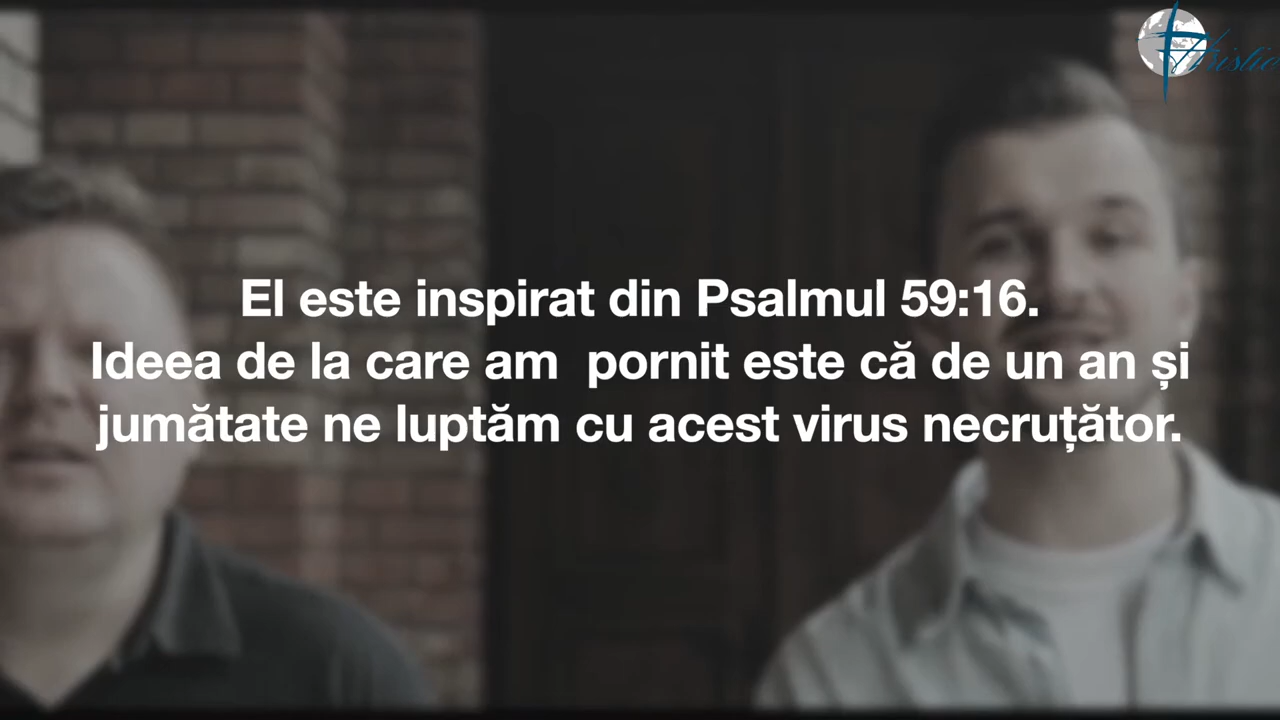 El este inspirat din Psalmul 59:16.
Ideea de la care am  pornit este că de un an și
jumătate ne luptăm cu acest virus necruțător.